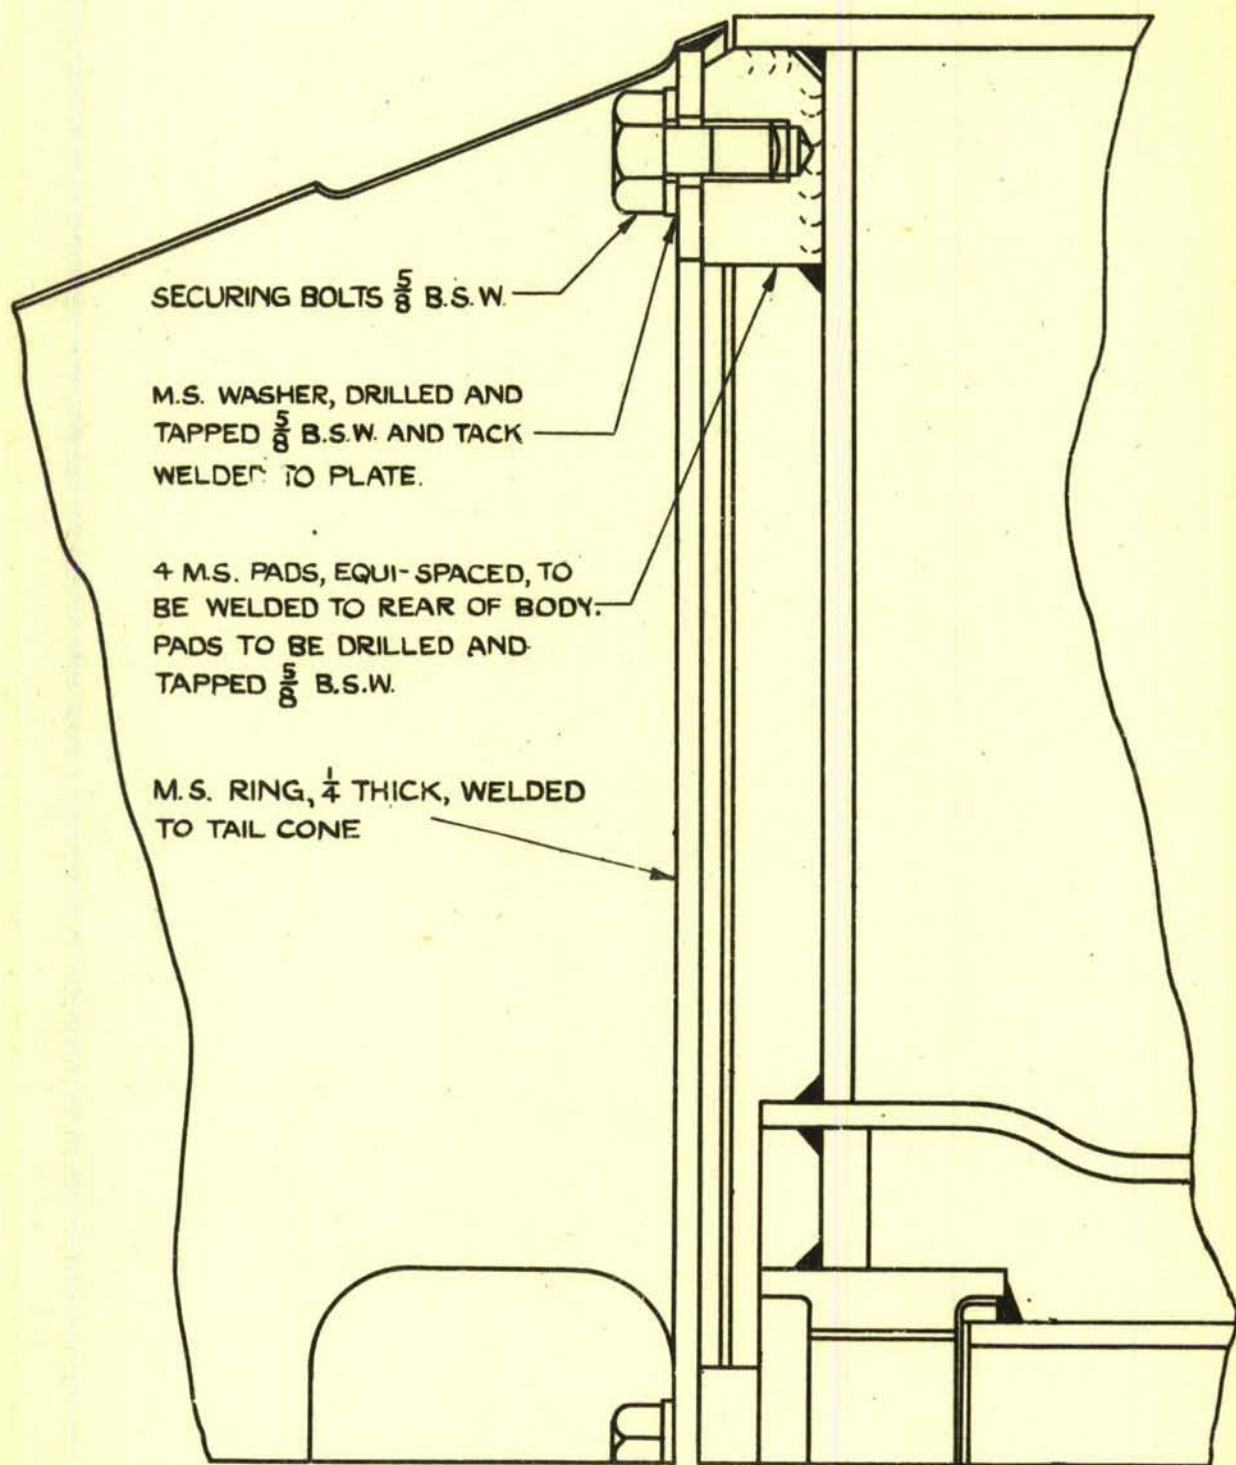 SECURING BOLTS 5/8 B.S.W.
M.S. WASHER, DRILLED AND
TAPPED 5/8 B.S.W. AND TACK
WELDED TO PLATE.
4 M.S. PADS, EQUI-SPACED, TO
BE WELDED TO REAR OF BODY.
PADS TO BE DRILLED AND
TAPPED 5/8 B.S.W.
M.S. RING, 1/4 THICK, WELDED
TO TAIL CONE